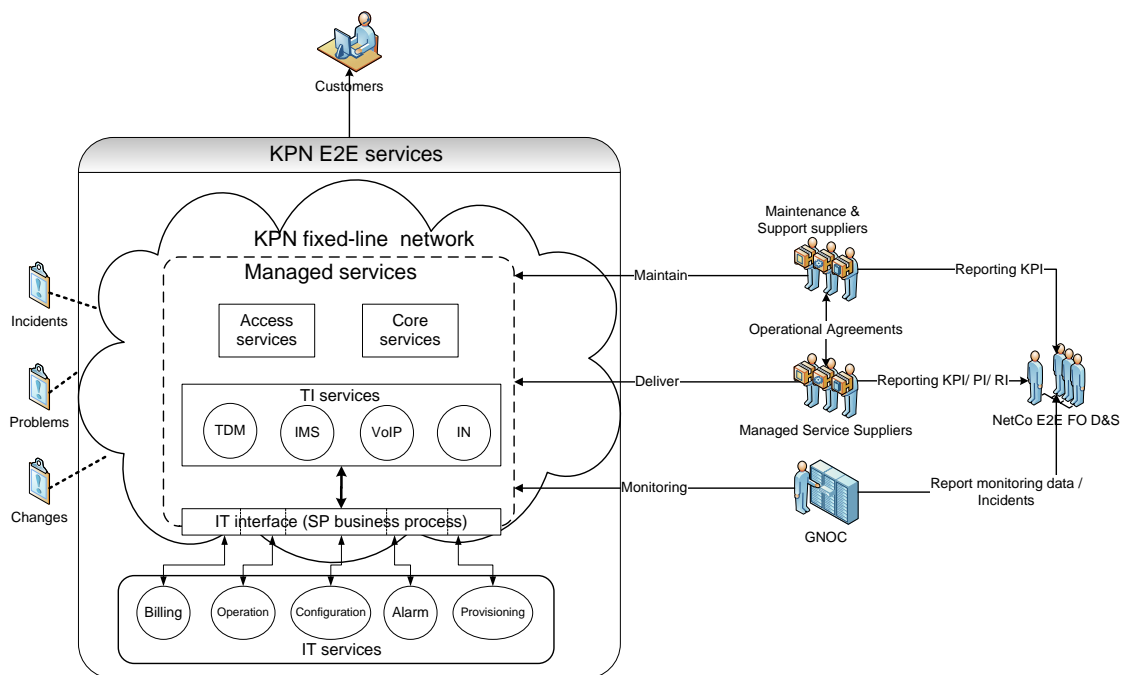 Customers
KPN E2E services
KPN fixed-line network
Managed services
Access
services
Core
services
TI services
TDM
IMS
VoIP
IN
IT interface (SP business process)
Billing
Operation
Configuration
Alarm
Provisioning
IT services
Incidents
Problems
Changes
Maintenance &
Support suppliers
Maintain
Reporting KPI
Operational Agreements
Deliver
Reporting KPI/ PI/ RI
Managed Service Suppliers
NetCo E2E FO D&S
Monitoring
Report monitoring data /
Incidents
GNOC